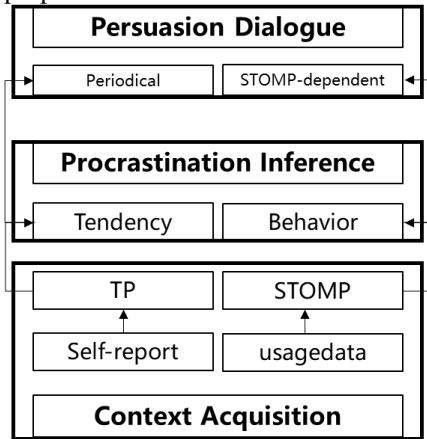 Persuasion Dialogue
Periodical STOMP-dependent
Procrastination Inference
Tendency Behavior
TP STOMP
Self-report usagedata
Context Acquisition